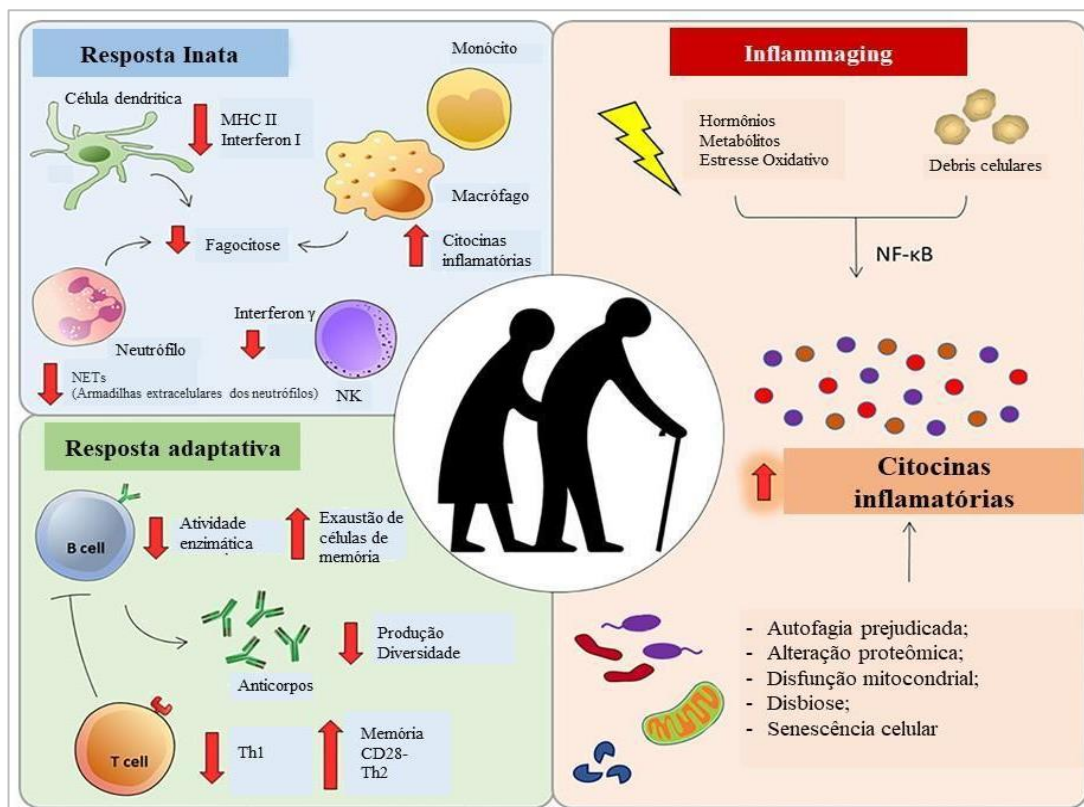 Resposta Inata
Monócito
Célula dendrítica
MHC II
Interferon I
Macrófago
Fagocitose
Citocinas
inflamatórias
Interferon γ
Neutrófilo
NETs
(Armadilhas extracelulares dos neutrófilos)
NK
Resposta adaptativa
B cell
Atividade
enzimática
Exaustão de
células de
memória
Anticorpos
Produção
Diversidade
T cell
Th1
Memória
CD28-
Th2
Inflammaging
Hormônios
Metabólitos
Estresse Oxidativo
Debris celulares
NF-κB
Citocinas
inflamatórias
- Autofagia prejudicada;
- Alteração proteômica;
- Disfunção mitocondrial;
- Disbiose;
- Senescência celular